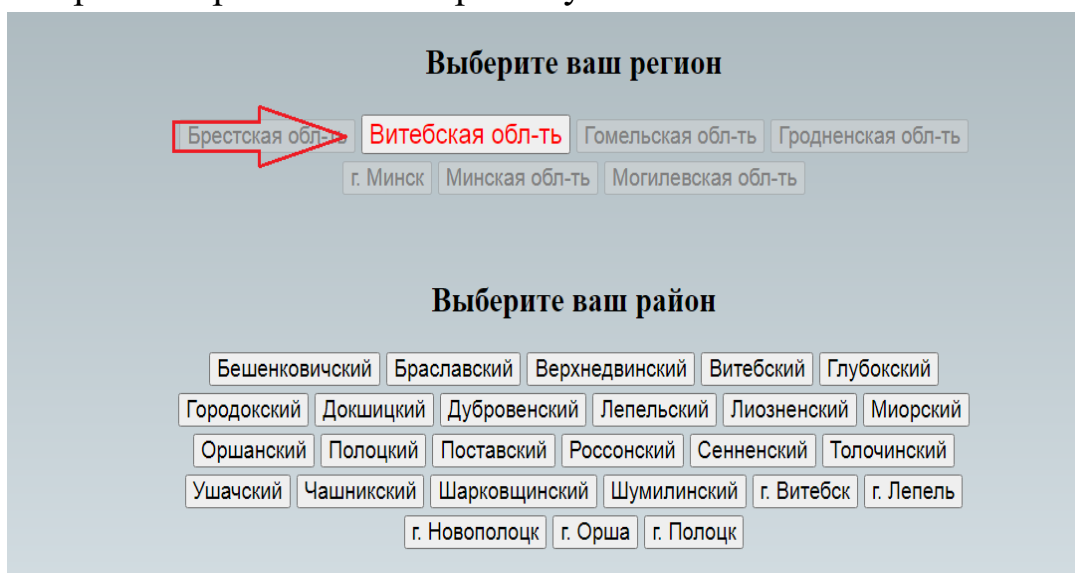 Выберите ваш регион
Брестская обл-ть Витебская обл-ть Гомельская обл-ть Гродненская обл-ть
г. Минск Минская обл-ть Могилевская обл-ть
Выберите ваш район
Бешенковичский Браславский Верхнедвинский Витебский Глубокский
Городокский Докшицкий Дубровенский Лепельский Лиозненский Миорский
Оршанский Полоцкий Поставский Россонский Сенненский Толочинский
Ушачский Чашникский Шарковщинский Шумилинский г. Витебск г. Лепель
г. Новополоцк г. Орша г. Полоцк